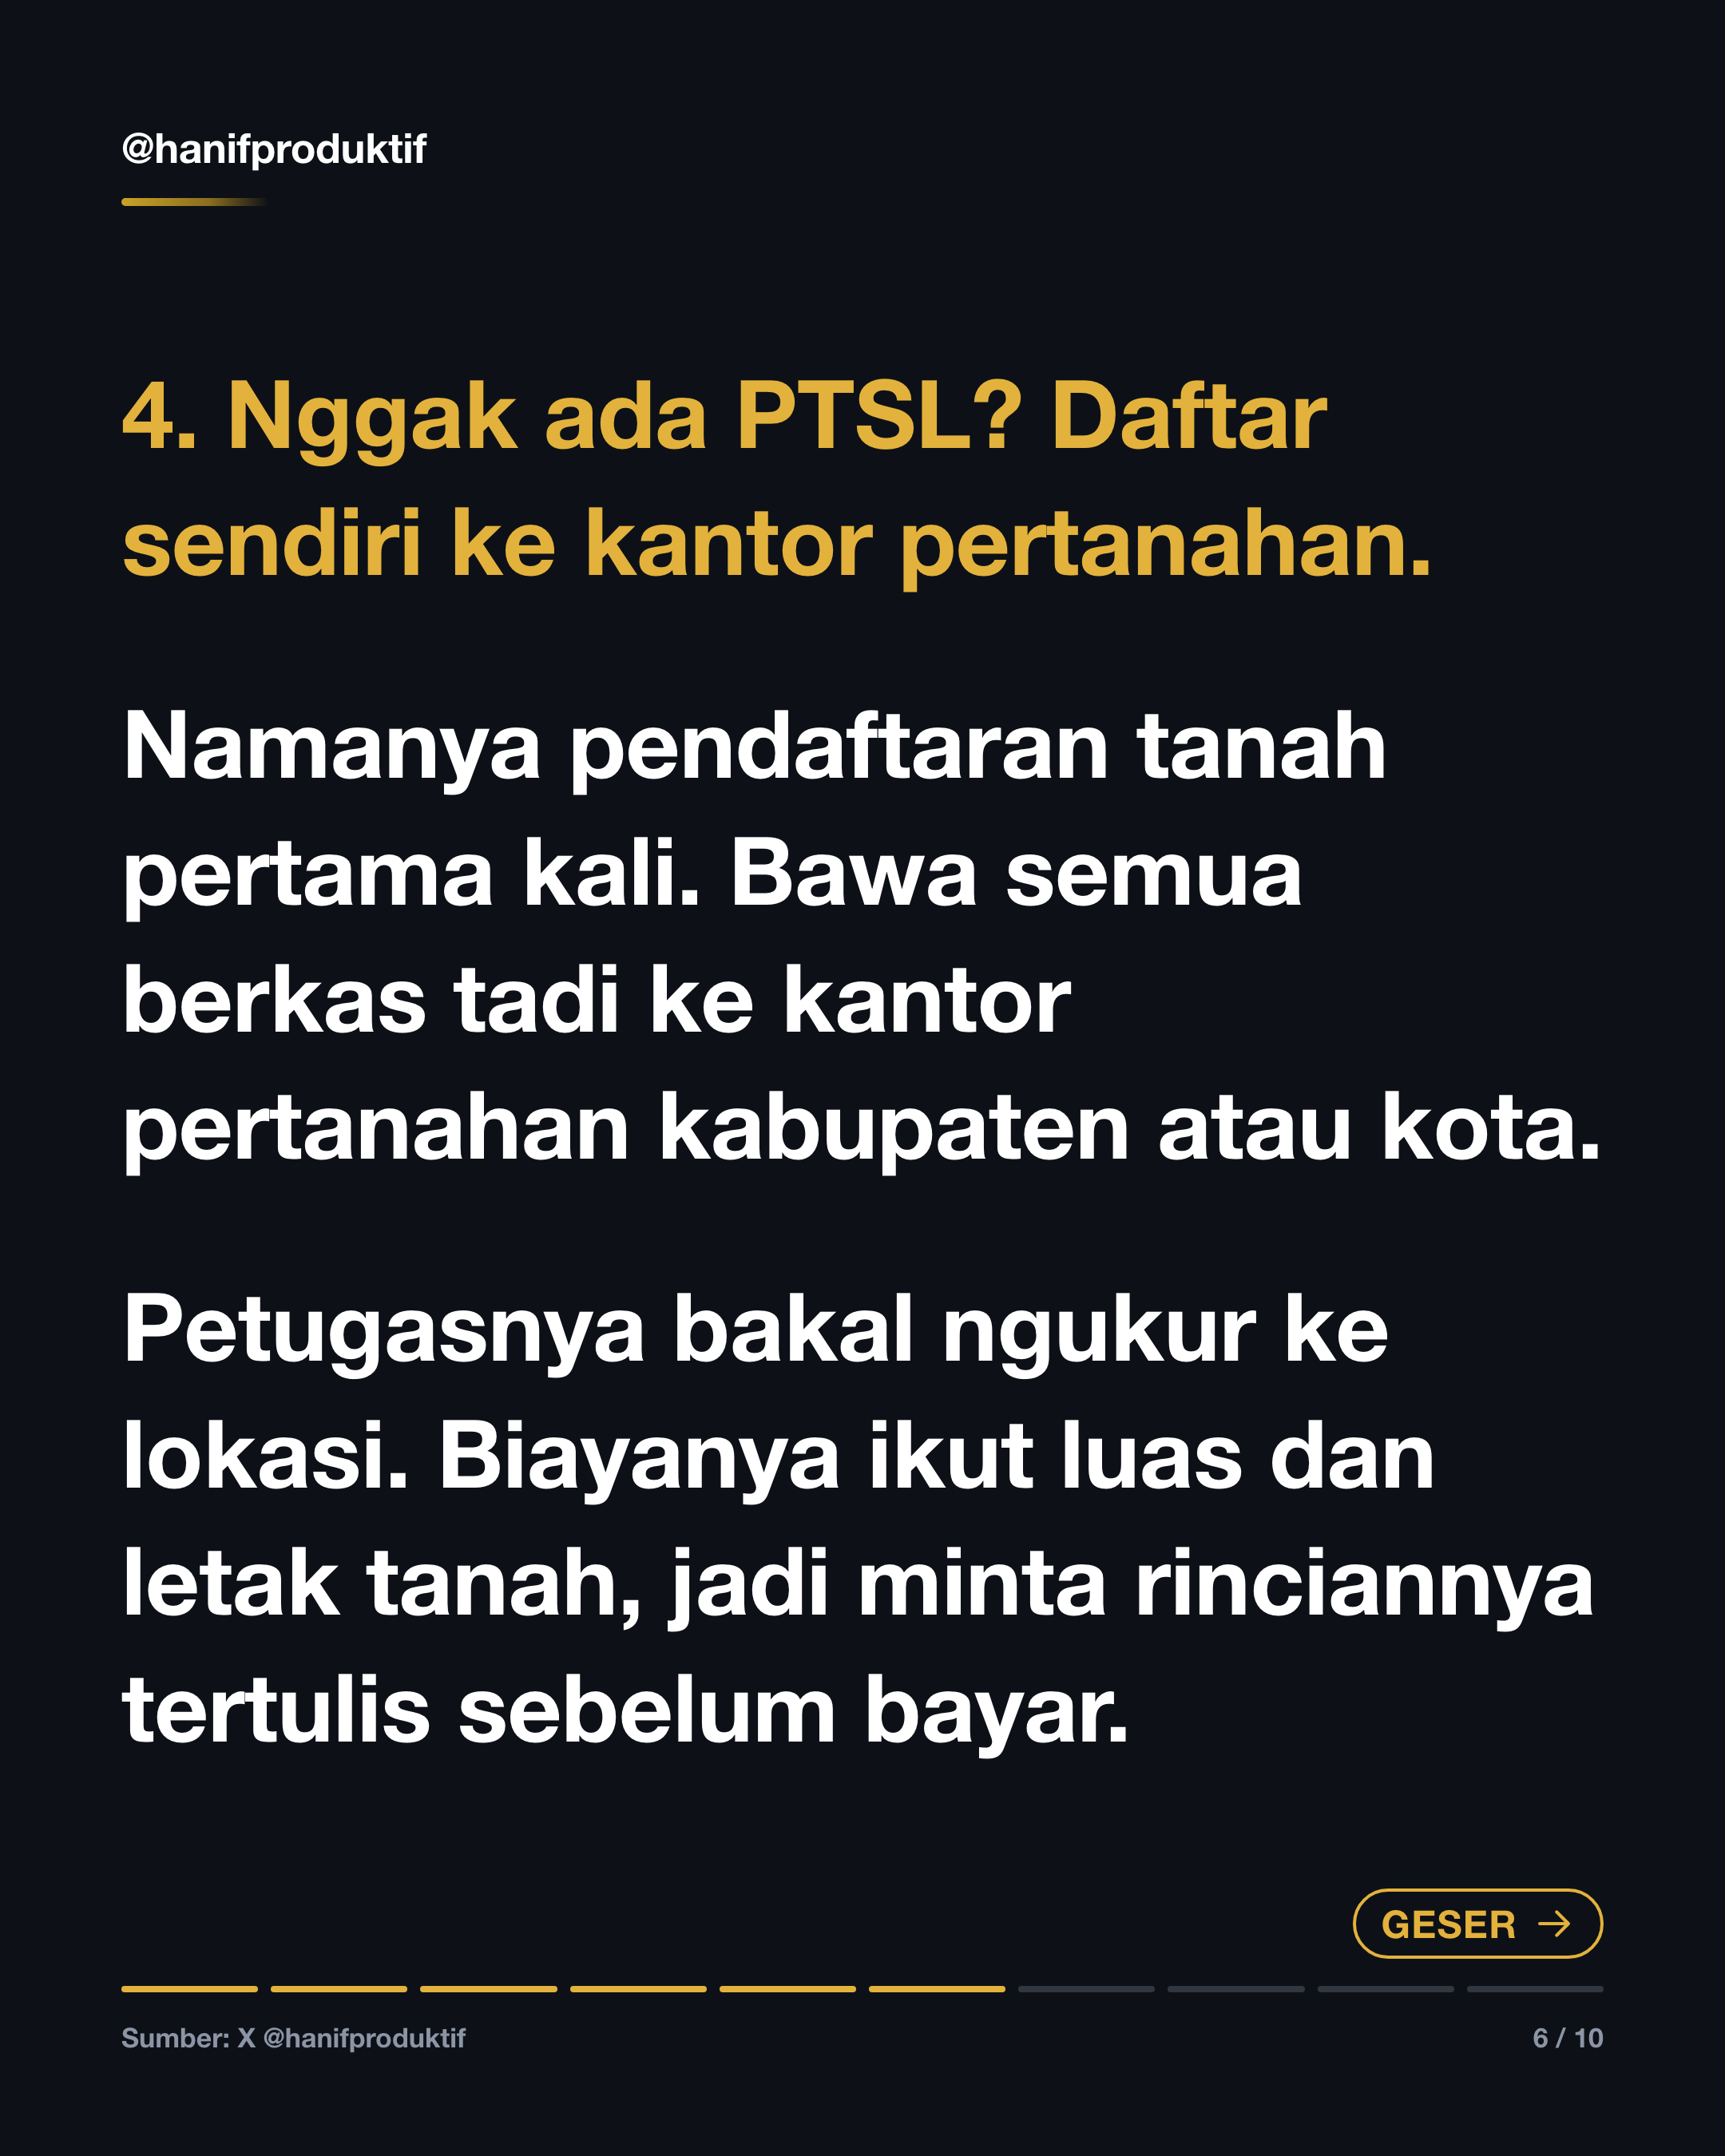 @hanifproduktif
4. Nggak ada PTSL? Daftar
sendiri ke kantor pertanahan.
Namanya pendaftaran tanah
pertama kali. Bawa semua
berkas tadi ke kantor
pertanahan kabupaten atau kota.
Petugasnya bakal ngukur ke
lokasi. Biayanya ikut luas dan
letak tanah, jadi minta rinciannya
tertulis sebelum bayar.
GESER →
Sumber: X @hanifproduktif
6 / 10